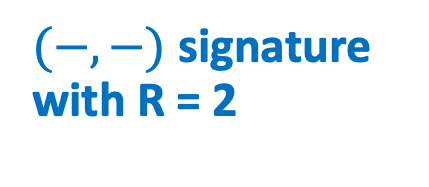 (−,−) signature
with R = 2